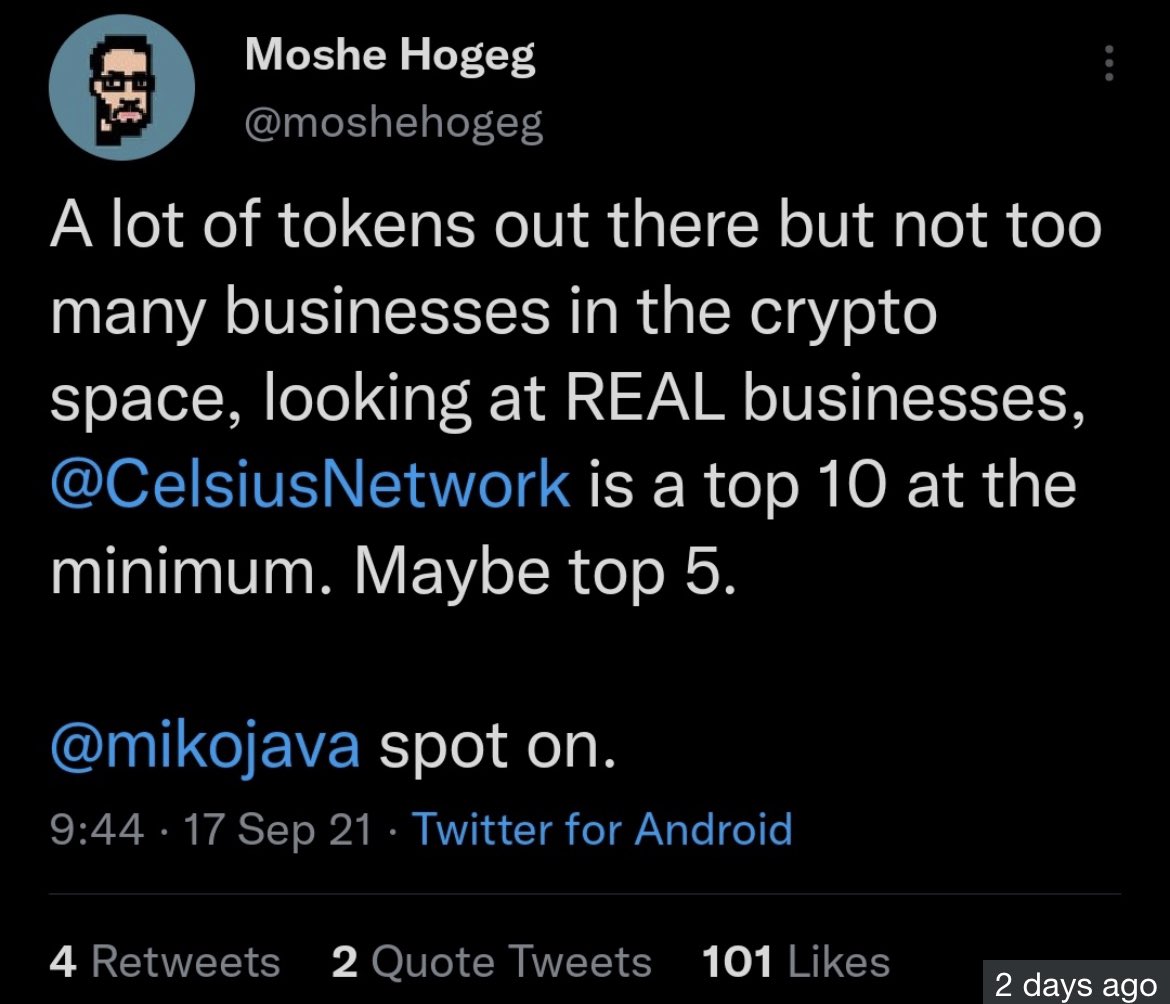 Moshe Hogeg
@moshehogeg
A lot of tokens out there but not too
many businesses in the crypto
space, looking at REAL businesses,
@CelsiusNetwork is a top 10 at the
minimum. Maybe top 5.
@mikojava spot on.
9:44 · 17 Sep 21 · Twitter for Android
4 Retweets 2 Quote Tweets 101 Likes
2 days ago